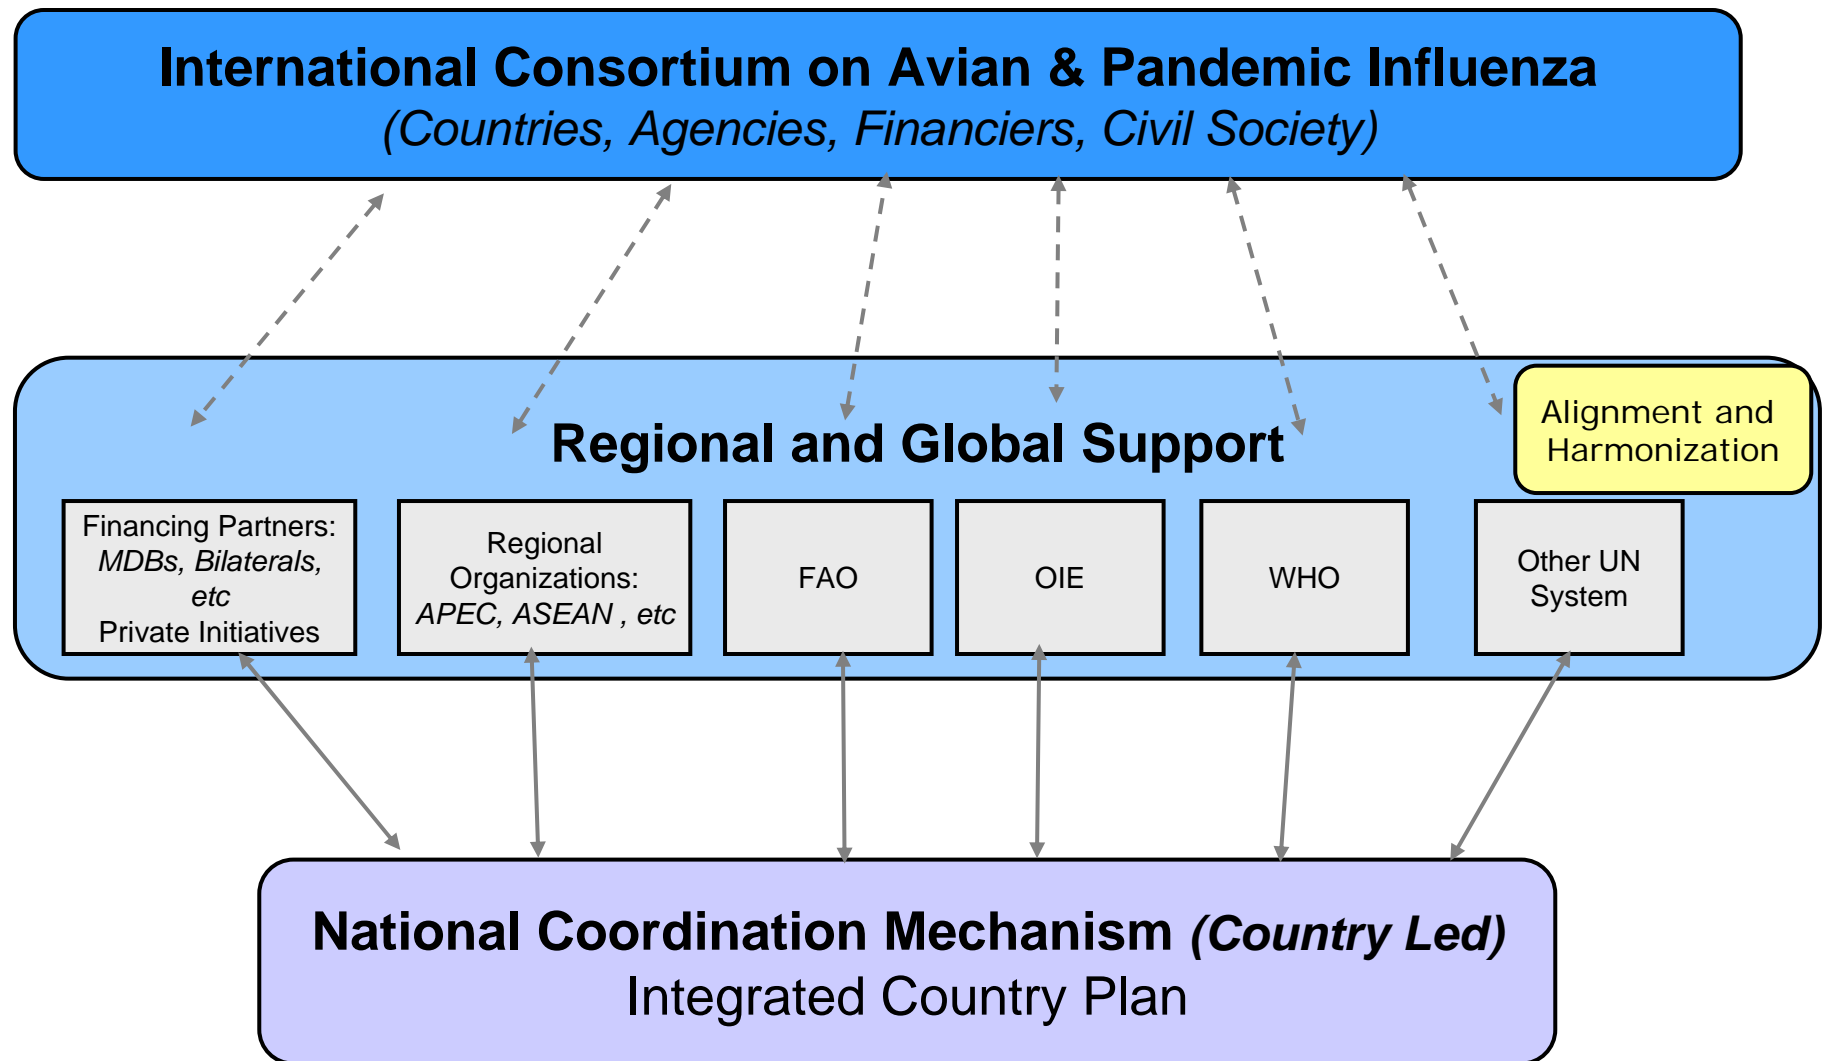 International Consortium on Avian & Pandemic Influenza
(Countries, Agencies, Financiers, Civil Society)
Regional and Global Support
Alignment and
Harmonization
Financing Partners:
MDBs, Bilaterals,
etc
Private Initiatives
Regional
Organizations:
APEC, ASEAN , etc
FAO
OIE
WHO
Other UN
System
National Coordination Mechanism (Country Led)
Integrated Country Plan